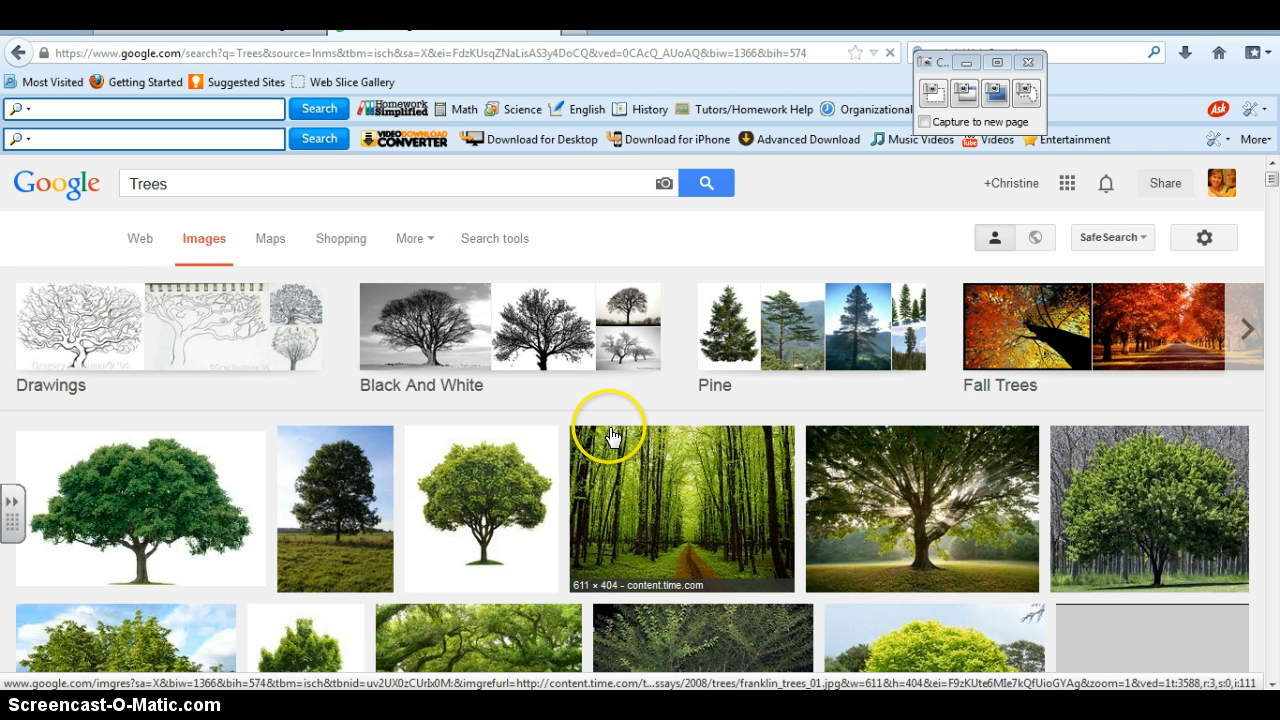 https://www.google.com/search?q=Trees&source=lnms&tbm=isch&sa=X&ei=FdzKUsqZNaLisAS3y4DoCQ&ved=0CAcQ_AUoAQ&biw=1366&bih=574
C..
Most Visited Getting Started Suggested Sites Web Slice Gallery
Search Homework Simplified Math Science English History Tutors/Homework Help Organizational Ask
Capture to new page
Search VIDEO DOWNLOAD CONVERTER Download for Desktop Download for iPhone Advanced Download Music Videos Videos Entertainment More
Google Trees +Christine Share
Web Images Maps Shopping More Search tools SafeSearch
Drawings Black And White Pine Fall Trees
611 × 404 - content.time.com
www.google.com/imgres?sa=X&biw=1366&bih=574&tbm=isch&tbnid=uv2UX0zCUrIx0M:&imgrefurl=http://content.time.com/t...ssays/2008/trees/franklin_trees_01.jpg&w=611&h=404&ei=F9zKUte6MIe7kQfUioGYAg&zoom=1&ved=1t:3588,r:3,s:0,i:111
Screencast-O-Matic.com